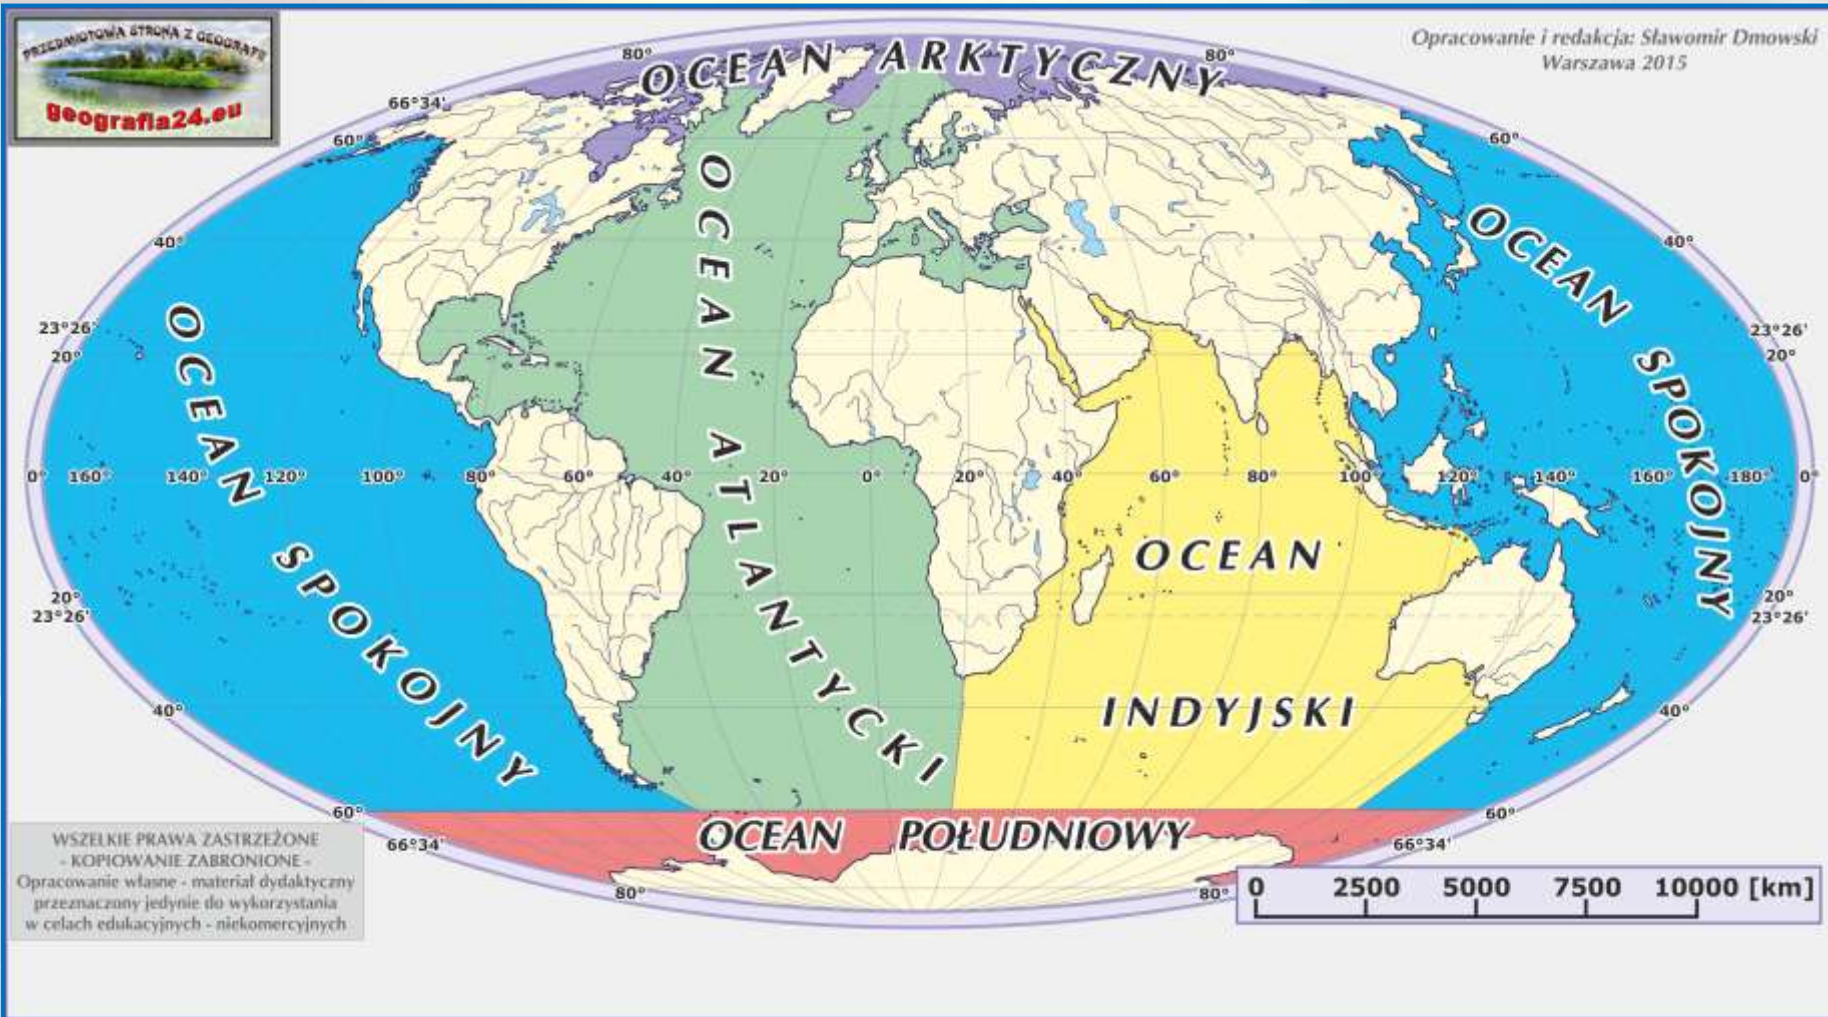 PRZEDMIOTOWA STRONA Z GEOGRAFII
geografia24.eu
Opracowanie i redakcja: Sławomir Dmowski
Warszawa 2015
OCEAN ARKTYCZNY
80° 80°
66°34'
60° 60°
OCEAN ATLANTYCKI
OCEAN SPOKOJNY
OCEAN SPOKOJNY
40° 40°
23°26' 23°26'
20° 20°
0° 160° 140° 120° 100° 80° 60° 40° 20° 0° 20° 40° 60° 80° 100° 120° 140° 160° 180° 0°
OCEAN
INDYJSKI
20° 20°
23°26' 23°26'
40° 40°
60° 60°
OCEAN POŁUDNIOWY
66°34' 66°34'
80° 80°
WSZELKIE PRAWA ZASTRZEŻONE
- KOPIOWANIE ZABRONIONE -
Opracowanie własne - materiał dydaktyczny
przeznaczony jedynie do wykorzystania
w celach edukacyjnych - niekomercyjnych
0 2500 5000 7500 10000 [km]